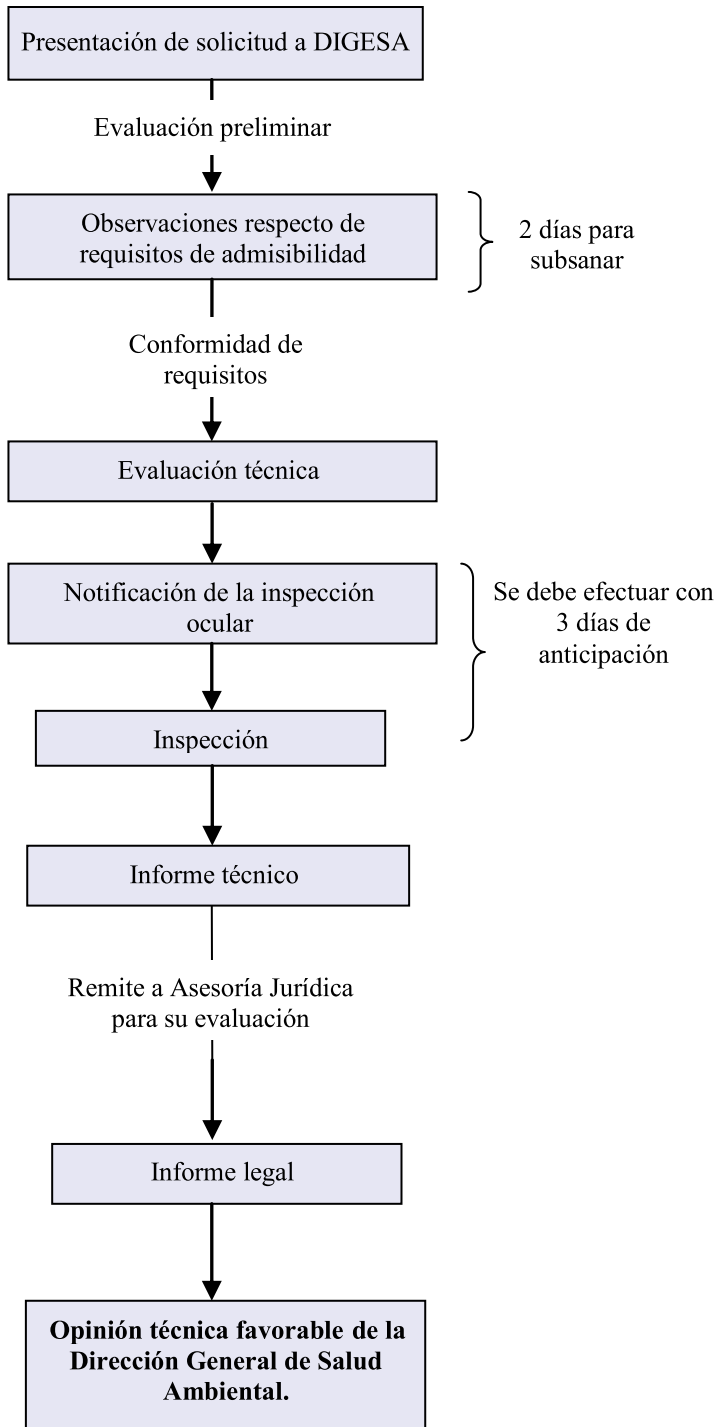 Presentación de solicitud a DIGESA
Evaluación preliminar
Observaciones respecto de
requisitos de admisibilidad
2 días para
subsanar
Conformidad de
requisitos
Evaluación técnica
Notificación de la inspección
ocular
Se debe efectuar con
3 días de
anticipación
Inspección
Informe técnico
Remite a Asesoría Jurídica
para su evaluación
Informe legal
Opinión técnica favorable de la
Dirección General de Salud
Ambiental.